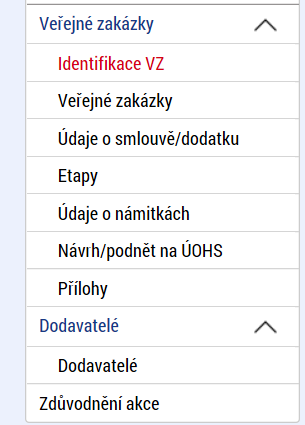 Veřejné zakázky
Identifikace VZ
Veřejné zakázky
Údaje o smlouvě/dodatku
Etapy
Údaje o námitkách
Návrh/podnět na ÚOHS
Přílohy
Dodavatelé
Dodavatelé
Zdůvodnění akce